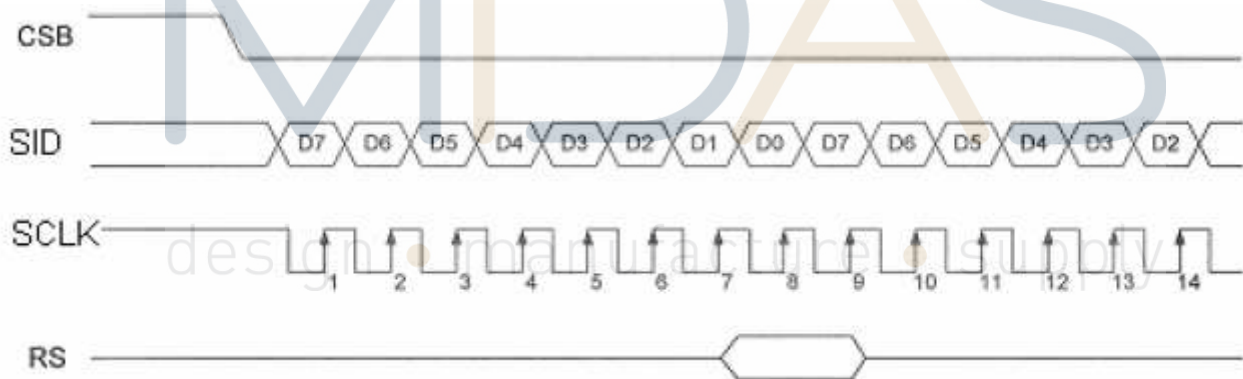 MIDAS
CSB
SID D7 D6 D5 D4 D3 D2 D1 D0 D7 D6 D5 D4 D3 D2
SCLK
design • manufacture • supply
1 2 3 4 5 6 7 8 9 10 11 12 13 14
RS